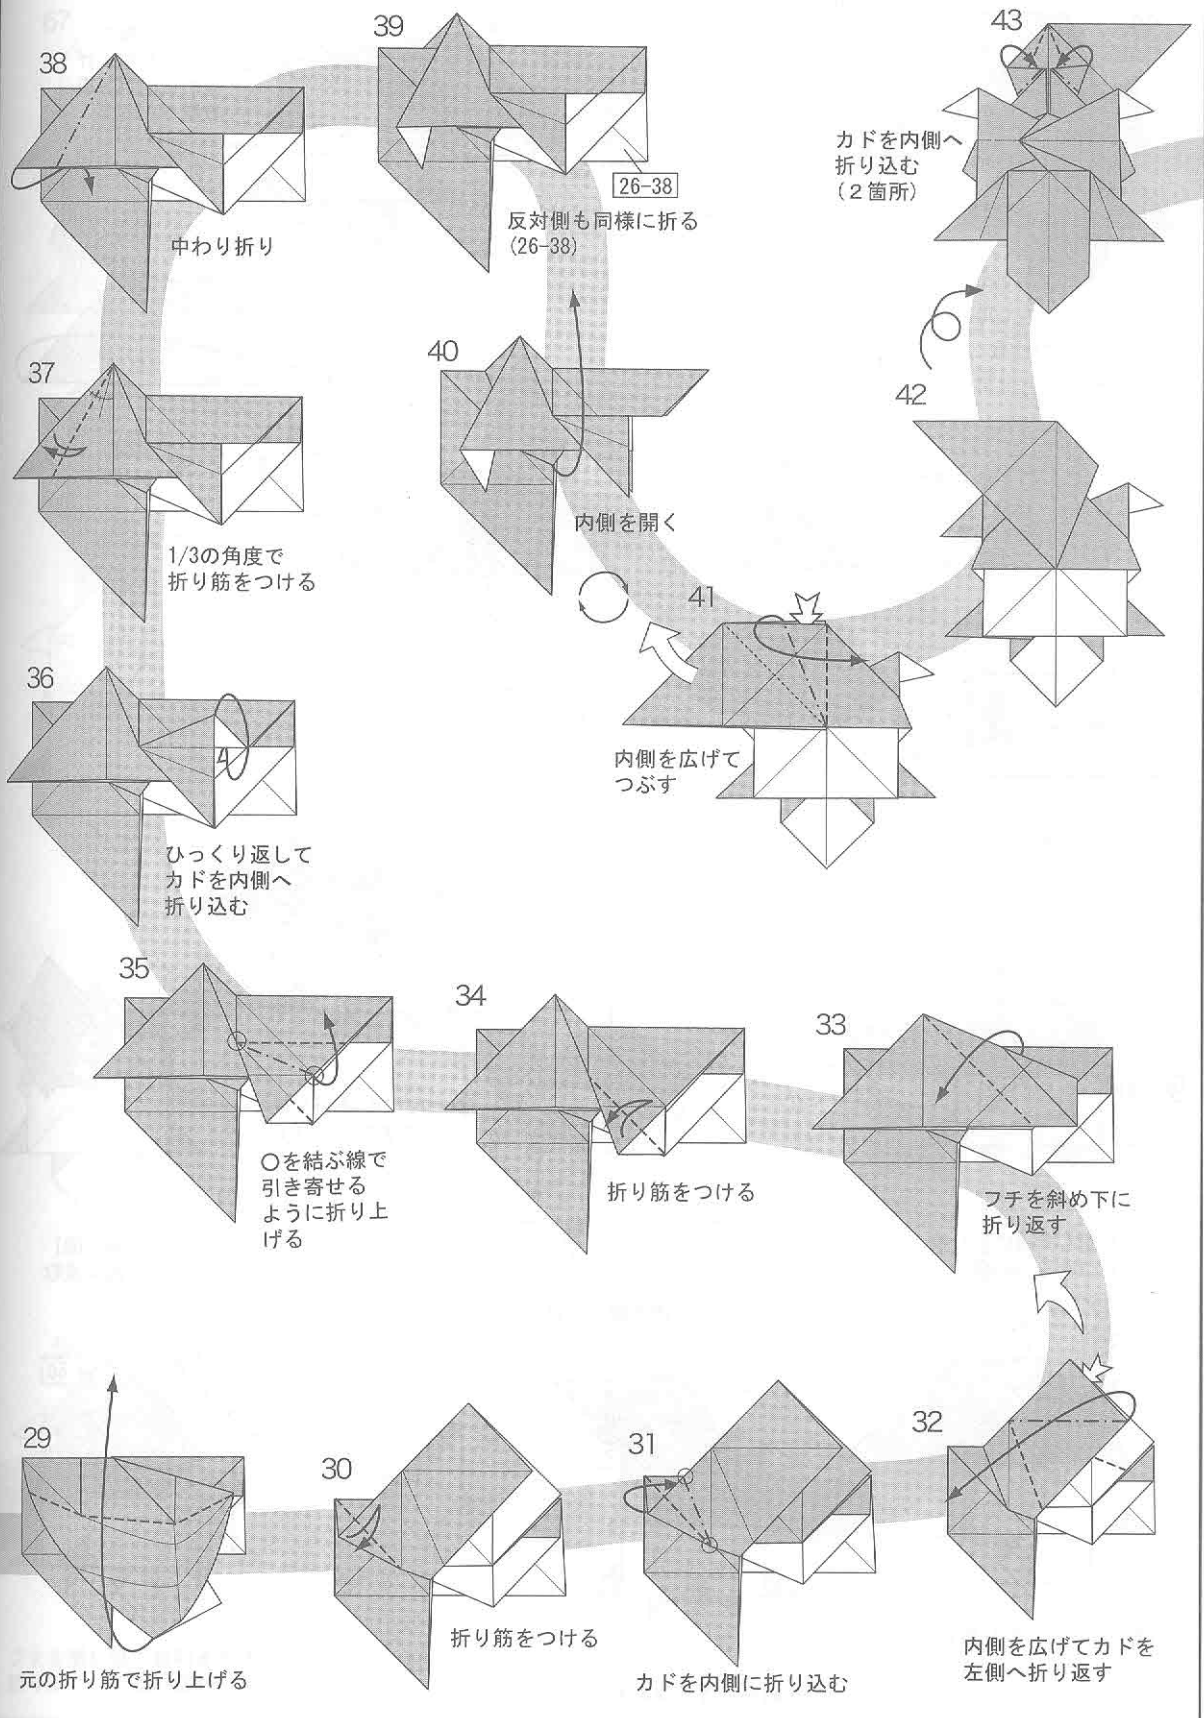 29
元の折り筋で折り上げる
30
折り筋をつける
31
カドを内側に折り込む
32
内側を広げてカドを
左側へ折り返す
33
フチを斜め下に
折り返す
34
折り筋をつける
35
○を結ぶ線で
引き寄せる
ように折り上
げる
36
ひっくり返して
カドを内側へ
折り込む
37
1/3の角度で
折り筋をつける
38
中わり折り
39
26-38
反対側も同様に折る
(26-38)
40
内側を開く
41
内側を広げて
つぶす
42
43
カドを内側へ
折り込む
(2箇所)